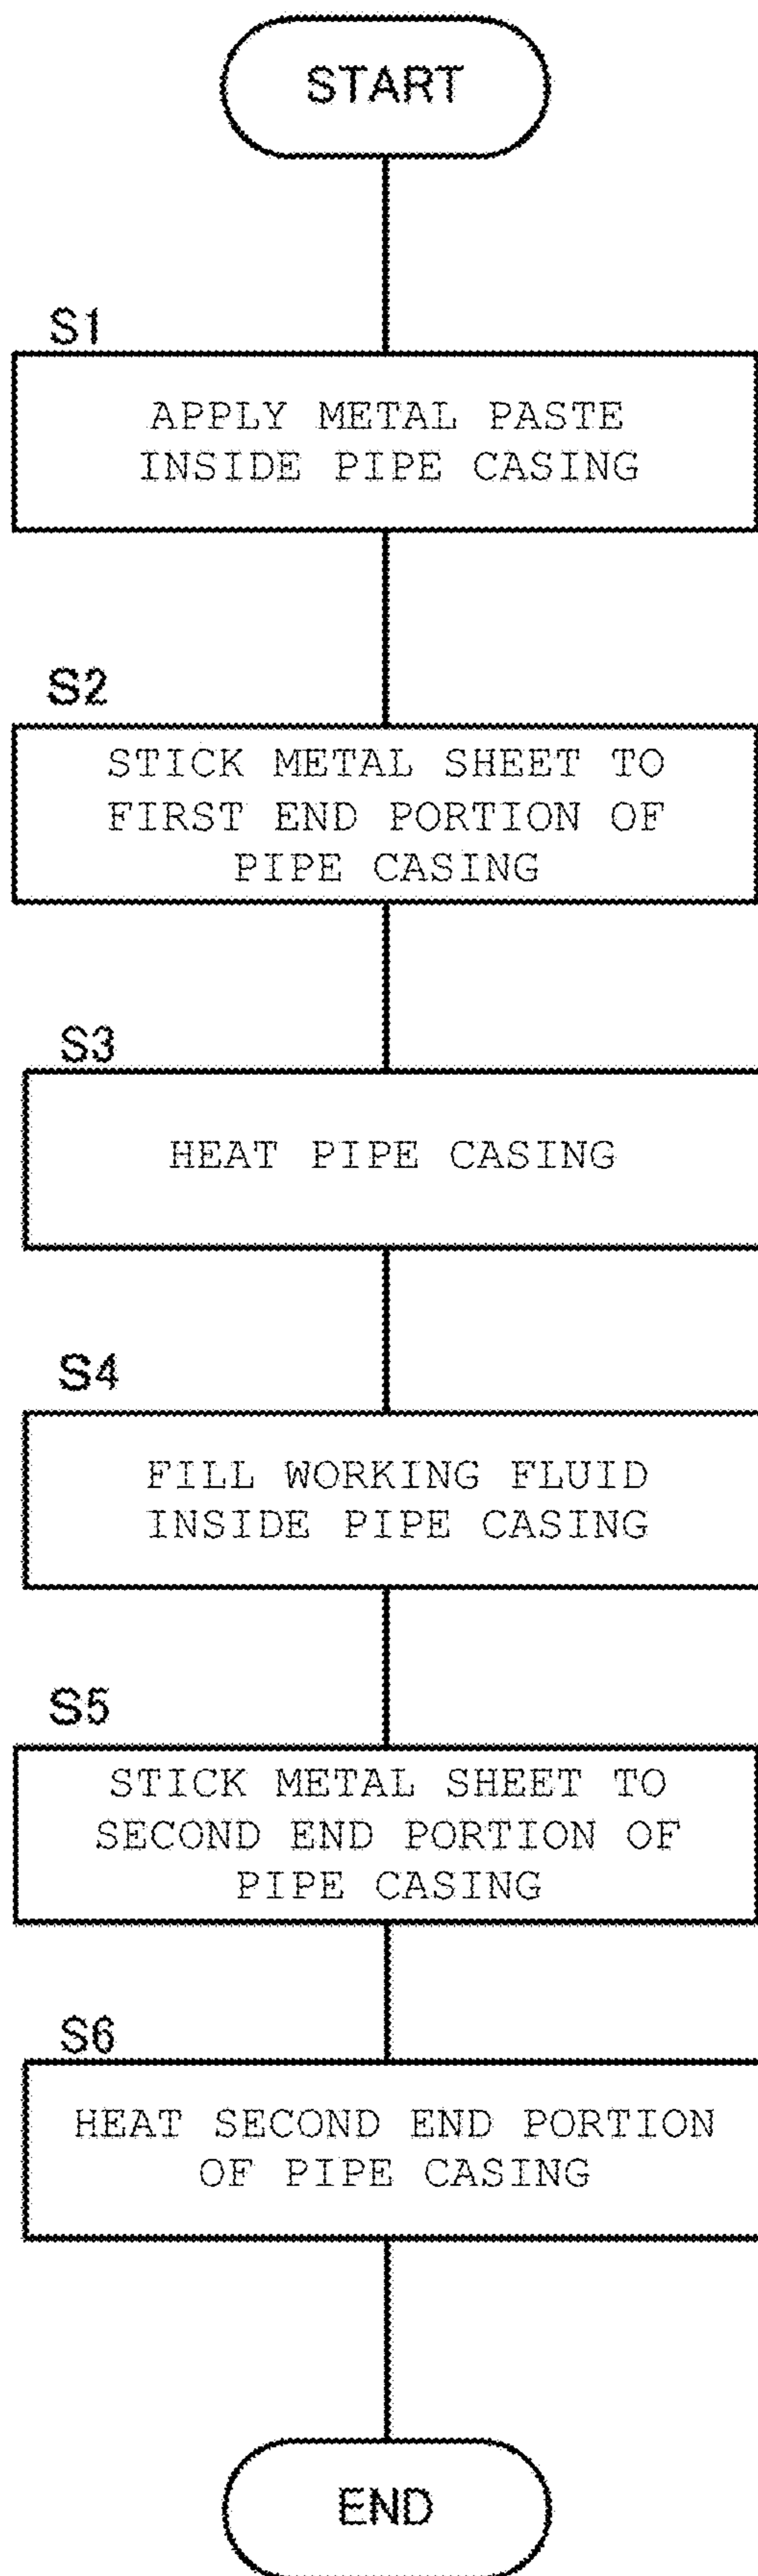 START
S1
APPLY METAL PASTE
INSIDE PIPE CASING
S2
STICK METAL SHEET TO
FIRST END PORTION OF
PIPE CASING
S3
HEAT PIPE CASING
S4
FILL WORKING FLUID
INSIDE PIPE CASING
S5
STICK METAL SHEET TO
SECOND END PORTION OF
PIPE CASING
S6
HEAT SECOND END PORTION
OF PIPE CASING
END